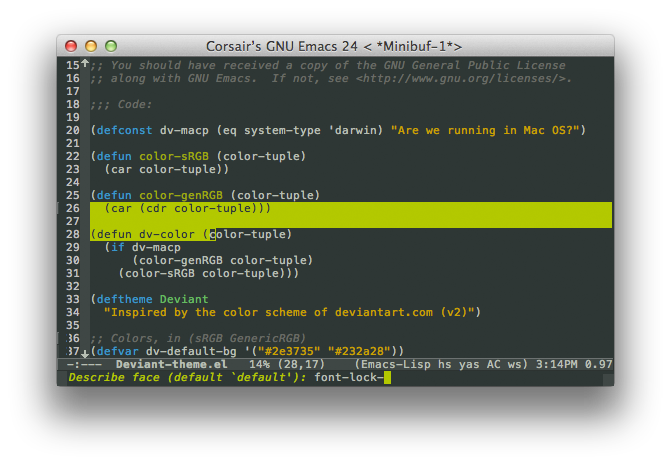 Corsair's GNU Emacs 24 < *Minibuf-1*>
15 ;; You should have received a copy of the GNU General Public License
16 ;; along with GNU Emacs.  If not, see <http://www.gnu.org/licenses/>.
17
18 ;;; Code:
19
20 (defconst dv-macp (eq system-type 'darwin) "Are we running in Mac OS?")
21
22 (defun color-sRGB (color-tuple)
23   (car color-tuple))
24
25 (defun color-genRGB (color-tuple)
26   (car (cdr color-tuple)))
27
28 (defun dv-color (color-tuple)
29   (if dv-macp
30       (color-genRGB color-tuple)
31     (color-sRGB color-tuple)))
32
33 (deftheme Deviant
34   "Inspired by the color scheme of deviantart.com (v2)")
35
36 ;; Colors, in (sRGB GenericRGB)
37 (defvar dv-default-bg '("#2e3735" "#232a28"))
-:---  Deviant-theme.el   14% (28,17)    (Emacs-Lisp hs yas AC ws) 3:14PM 0.97
Describe face (default `default'): font-lock-